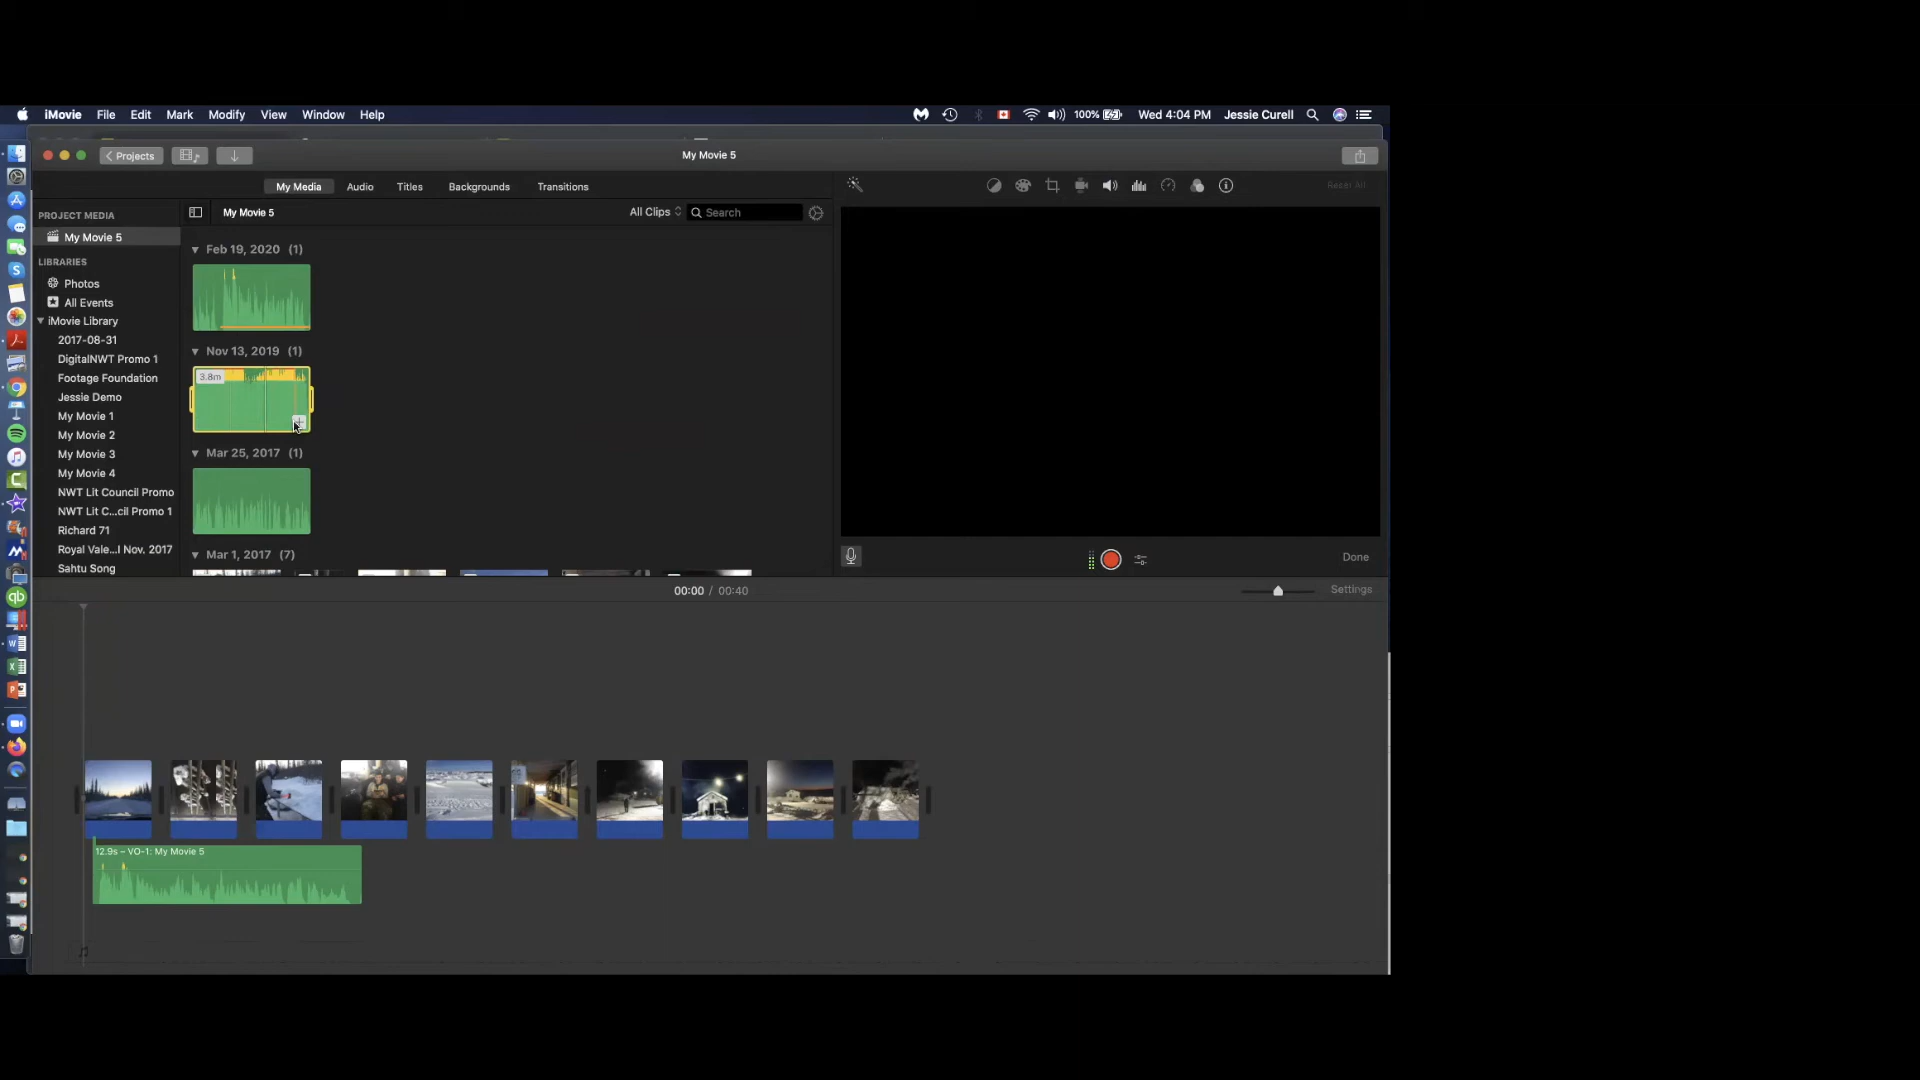 iMovie File Edit Mark Modify View Window Help 100% Wed 4:04 PM Jessie Curell
Projects My Movie 5
My Media Audio Titles Backgrounds Transitions Reset All
PROJECT MEDIA
My Movie 5
LIBRARIES
Photos
All Events
iMovie Library
2017-08-31
DigitalNWT Promo 1
Footage Foundation
Jessie Demo
My Movie 1
My Movie 2
My Movie 3
My Movie 4
NWT Lit Council Promo
NWT Lit C...cil Promo 1
Richard 71
Royal Vale...l Nov. 2017
Sahtu Song
My Movie 5 All Clips Search
Feb 19, 2020 (1)
Nov 13, 2019 (1)
3.8m
Mar 25, 2017 (1)
Mar 1, 2017 (7)
Done
00:00 / 00:40 Settings
12.9s – VO-1: My Movie 5